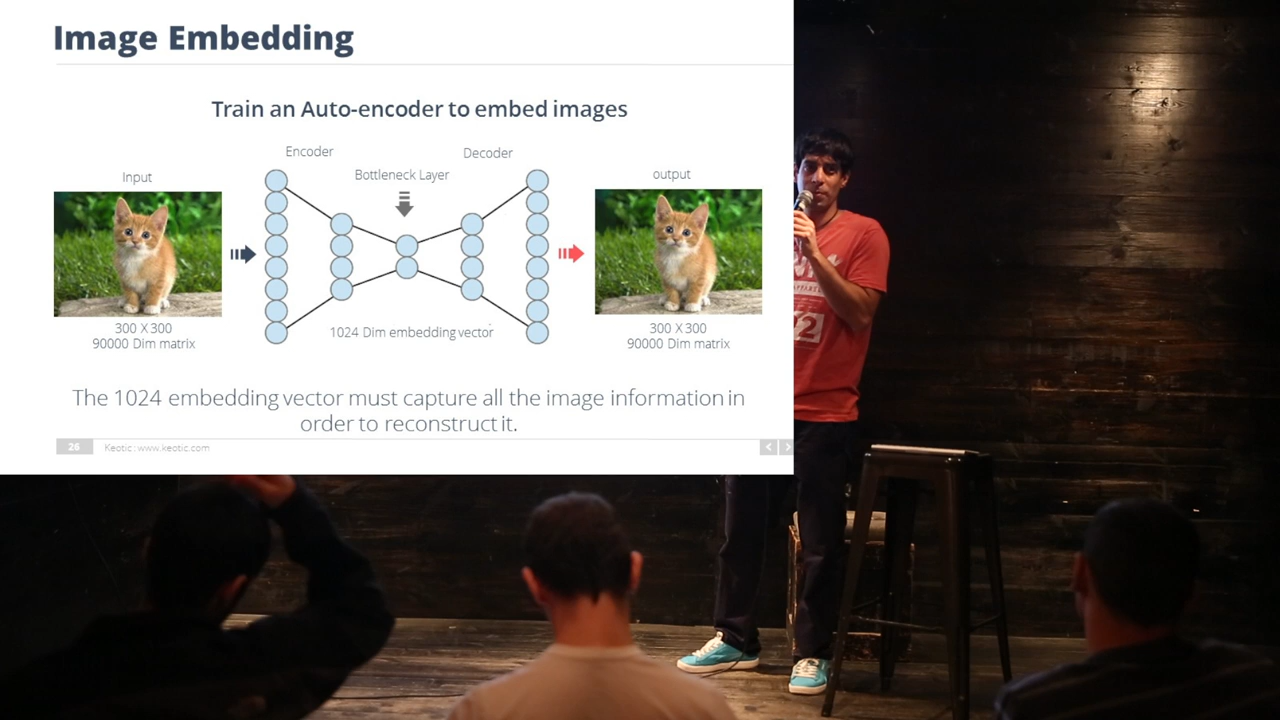 Image Embedding
Train an Auto-encoder to embed images
Encoder
Decoder
Bottleneck Layer
Input
output
300 X 300
90000 Dim matrix
1024 Dim embedding vector
300 X 300
90000 Dim matrix
The 1024 embedding vector must capture all the image information in
order to reconstruct it.
26
Keotic : www.keotic.com
2